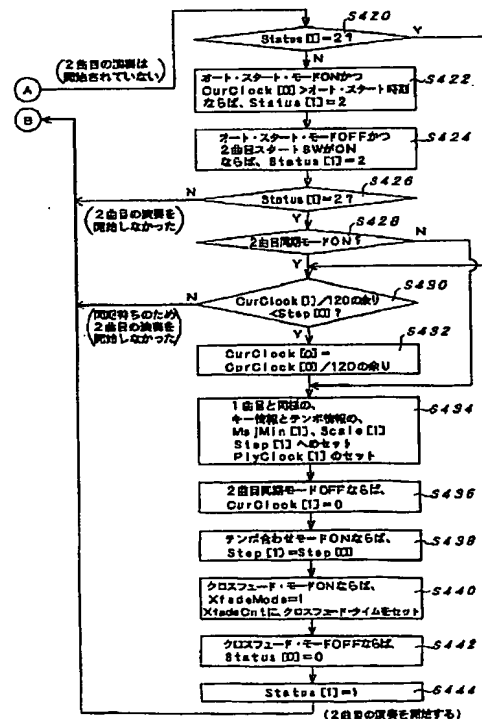 S420
Status[1]=2?
Y
N
(2曲目の演奏は
開始されていない)
A
B
オート・スタート・モードONかつ
CurClock[0]>オート・スタート時刻
ならば、Status[1]=2
S422
オート・スタート・モードOFFかつ
2曲目スタートSWがON
ならば、Status[1]=2
S424
S426
N
Status[1]=2?
(2曲目の演奏を
開始しなかった)
Y
S428
2曲目同期モードON?
N
Y
S430
N
CurClock[0]/120の余り
<Step[0]?
(同期待ちのため
2曲目の演奏を
開始しなかった)
Y
S432
CurClock[0]=
CurClock[0]/120の余り
S434
1曲目と同様の、
キー情報とテンポ情報の、
MajMin[1]、Scale[1]
Step[1]へのセット
PlyClock[1]のセット
2曲目同期モードOFFならば、
CurClock[1]=0
S436
テンポ合わせモードONならば、
Step[1]=Step[0]
S438
クロスフェード・モードONならば、
XfadeMode=1
XfadeCntに、クロスフェード・タイムをセット
S440
クロスフェード・モードOFFならば、
Status[0]=0
S442
Status[1]=1
S444
(2曲目の演奏を開始する)